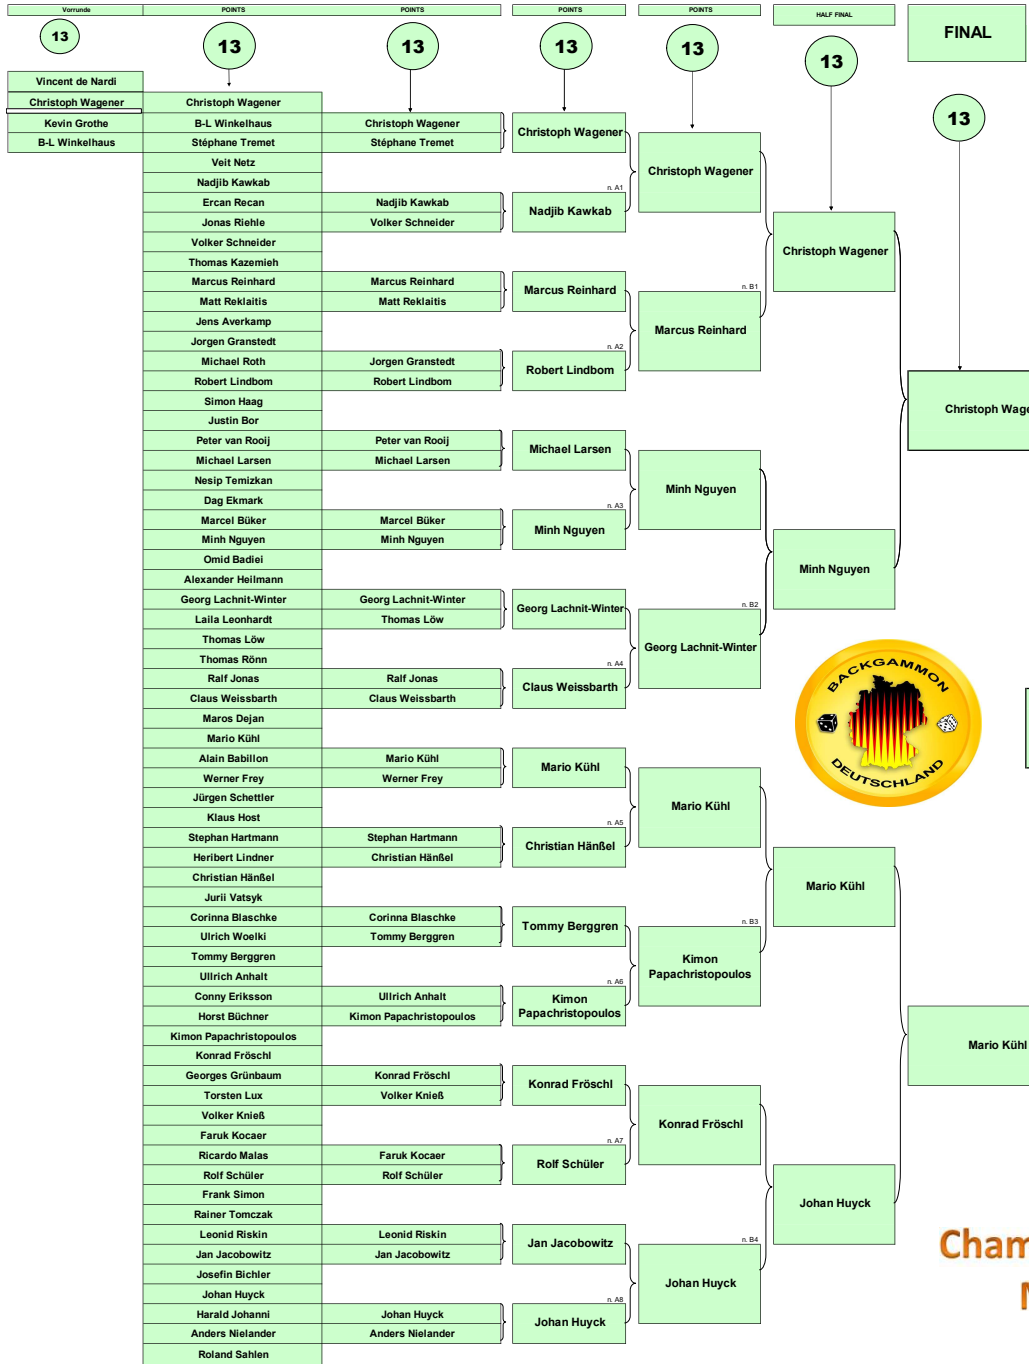 Vorrunde
POINTS
POINTS
POINTS
POINTS
HALF FINAL
FINAL
13
13
13
13
13
13
13
Vincent de Nardi
Christoph Wagener
Kevin Grothe
B-L Winkelhaus
Christoph Wagener
B-L Winkelhaus
Stéphane Tremet
Veit Netz
Nadjib Kawkab
Ercan Recan
Jonas Riehle
Volker Schneider
Thomas Kazemieh
Marcus Reinhard
Matt Reklaitis
Jens Averkamp
Jorgen Granstedt
Michael Roth
Robert Lindbom
Simon Haag
Justin Bor
Peter van Rooij
Michael Larsen
Nesip Temizkan
Dag Ekmark
Marcel Büker
Minh Nguyen
Omid Badiei
Alexander Heilmann
Georg Lachnit-Winter
Laila Leonhardt
Thomas Löw
Thomas Rönn
Ralf Jonas
Claus Weissbarth
Maros Dejan
Mario Kühl
Alain Babillon
Werner Frey
Jürgen Schettler
Klaus Host
Stephan Hartmann
Heribert Lindner
Christian Hänßel
Jurii Vatsyk
Corinna Blaschke
Ulrich Woelki
Tommy Berggren
Ullrich Anhalt
Conny Eriksson
Horst Büchner
Kimon Papachristopoulos
Konrad Fröschl
Georges Grünbaum
Torsten Lux
Volker Knieß
Faruk Kocaer
Ricardo Malas
Rolf Schüler
Frank Simon
Rainer Tomczak
Leonid Riskin
Jan Jacobowitz
Josefin Bichler
Johan Huyck
Harald Johanni
Anders Nielander
Roland Sahlen
Christoph Wagener
Stéphane Tremet
Nadjib Kawkab
Volker Schneider
Marcus Reinhard
Matt Reklaitis
Jorgen Granstedt
Robert Lindbom
Peter van Rooij
Michael Larsen
Marcel Büker
Minh Nguyen
Georg Lachnit-Winter
Thomas Löw
Ralf Jonas
Claus Weissbarth
Mario Kühl
Werner Frey
Stephan Hartmann
Christian Hänßel
Corinna Blaschke
Tommy Berggren
Ullrich Anhalt
Kimon Papachristopoulos
Konrad Fröschl
Volker Knieß
Faruk Kocaer
Rolf Schüler
Leonid Riskin
Jan Jacobowitz
Johan Huyck
Anders Nielander
Christoph Wagener
n. A1
Nadjib Kawkab
Marcus Reinhard
n. A2
Robert Lindbom
Michael Larsen
n. A3
Minh Nguyen
Georg Lachnit-Winter
n. A4
Claus Weissbarth
Mario Kühl
n. A5
Christian Hänßel
Tommy Berggren
n. A6
Kimon
Papachristopoulos
Konrad Fröschl
n. A7
Rolf Schüler
Jan Jacobowitz
n. A8
Johan Huyck
Christoph Wagener
n. B1
Marcus Reinhard
Minh Nguyen
n. B2
Georg Lachnit-Winter
Mario Kühl
n. B3
Kimon
Papachristopoulos
Konrad Fröschl
n. B4
Johan Huyck
Christoph Wagener
Minh Nguyen
Mario Kühl
Johan Huyck
Christoph Wage
Mario Kühl
BACKGAMMON
DEUTSCHLAND
Cham